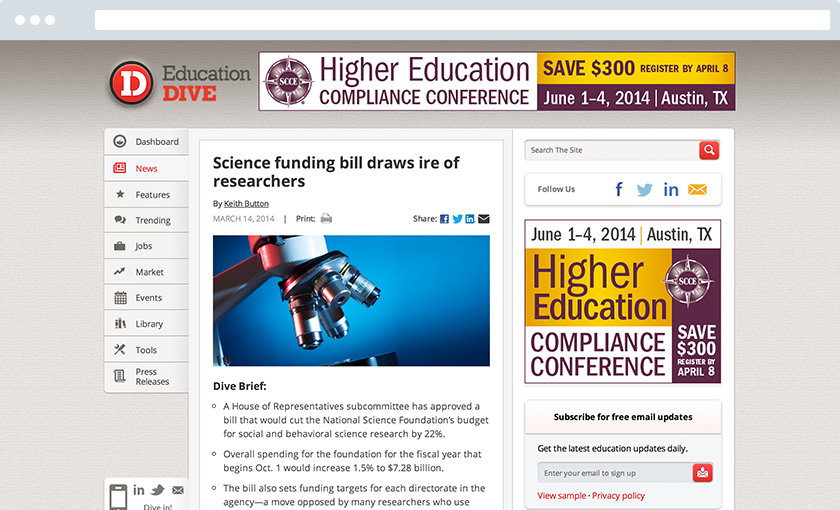 D
Education
DIVE
SCCE
Higher Education
COMPLIANCE CONFERENCE
SAVE $300 REGISTER BY APRIL 8
June 1–4, 2014 | Austin, TX
Dashboard
News
Features
Trending
Jobs
Market
Events
Library
Tools
Press
Releases
Dive in!
Science funding bill draws ire of
researchers
By Keith Button
MARCH 14, 2014 | Print:
Share:
Dive Brief:
A House of Representatives subcommittee has approved a
bill that would cut the National Science Foundation's budget
for social and behavioral science research by 22%.
Overall spending for the foundation for the fiscal year that
begins Oct. 1 would increase 1.5% to $7.28 billion.
The bill also sets funding targets for each directorate in the
agency—a move opposed by many researchers who use
Search The Site
Follow Us
June 1–4, 2014 | Austin, TX
Higher
Education
SCCE
COMPLIANCE
CONFERENCE
SAVE
$300
REGISTER BY
APRIL 8
Subscribe for free email updates
Get the latest education updates daily.
Enter your email to sign up
View sample · Privacy policy